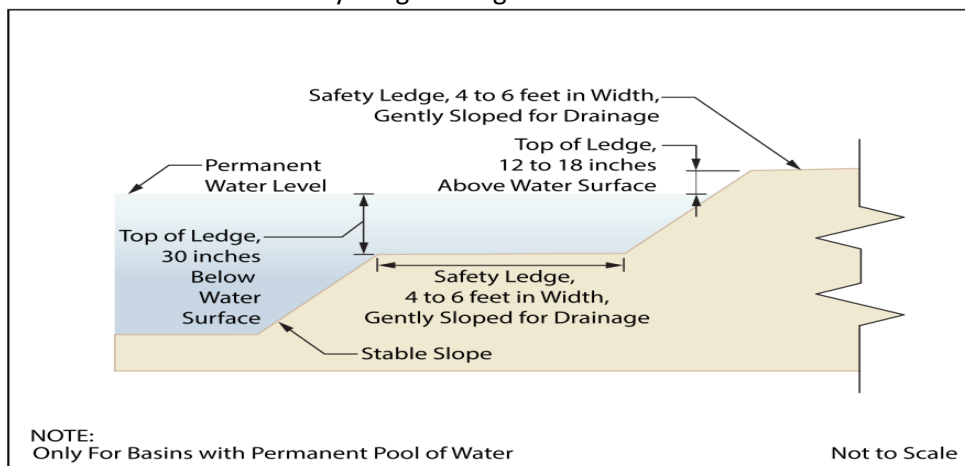 Safety Ledge, 4 to 6 feet in Width,
Gently Sloped for Drainage
Top of Ledge,
12 to 18 inches
Above Water Surface
Permanent
Water Level
Top of Ledge,
30 inches
Below
Water
Surface
Safety Ledge,
4 to 6 feet in Width,
Gently Sloped for Drainage
Stable Slope
NOTE:
Only For Basins with Permanent Pool of Water
Not to Scale